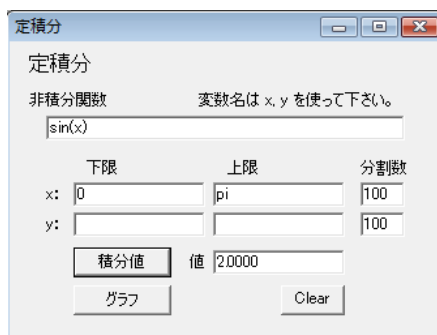 定積分
定積分
非積分関数 変数名は x, y を使って下さい。
sin(x)
下限 上限 分割数
x: 0 pi 100
y: 100
積分値 値 2.0000
グラフ Clear